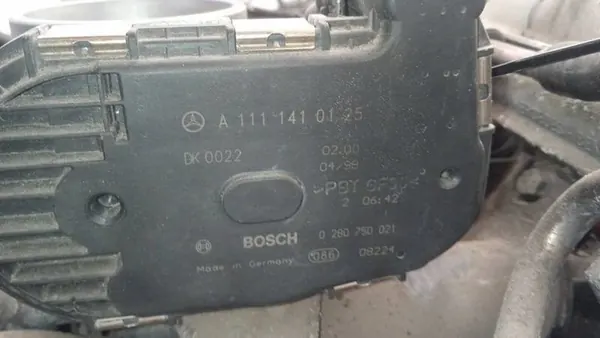 A 111 141 01 25
DK 0022
02.00
04/99
>PBT GF30<
2 06:42
BOSCH 0 280 750 021
Made in Germany 5186 08224